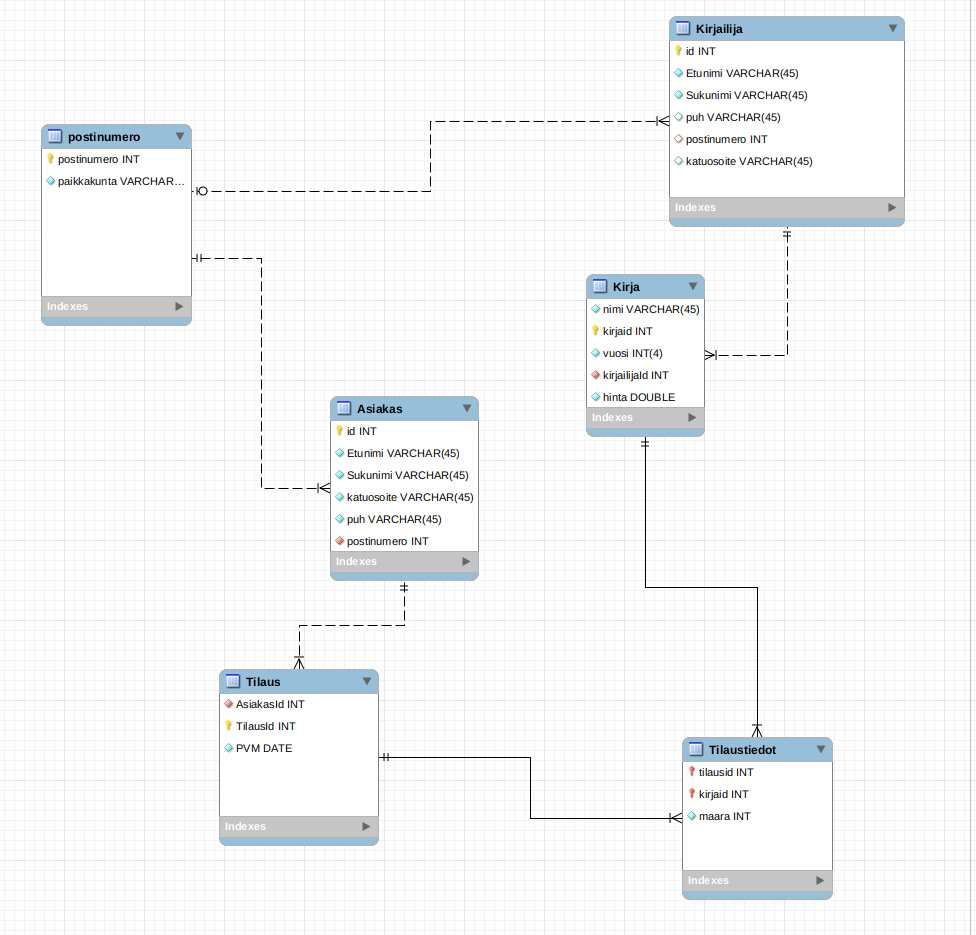 Kirjailija
id INT
Etunimi VARCHAR(45)
Sukunimi VARCHAR(45)
puh VARCHAR(45)
postinumero INT
katuosoite VARCHAR(45)
Indexes
postinumero
postinumero INT
paikkakunta VARCHAR...
Indexes
Kirja
nimi VARCHAR(45)
kirjaid INT
vuosi INT(4)
kirjailijaId INT
hinta DOUBLE
Indexes
Asiakas
id INT
Etunimi VARCHAR(45)
Sukunimi VARCHAR(45)
katuosoite VARCHAR(45)
puh VARCHAR(45)
postinumero INT
Indexes
Tilaus
AsiakasId INT
TilausId INT
PVM DATE
Indexes
Tilaustiedot
tilausid INT
kirjaid INT
maara INT
Indexes